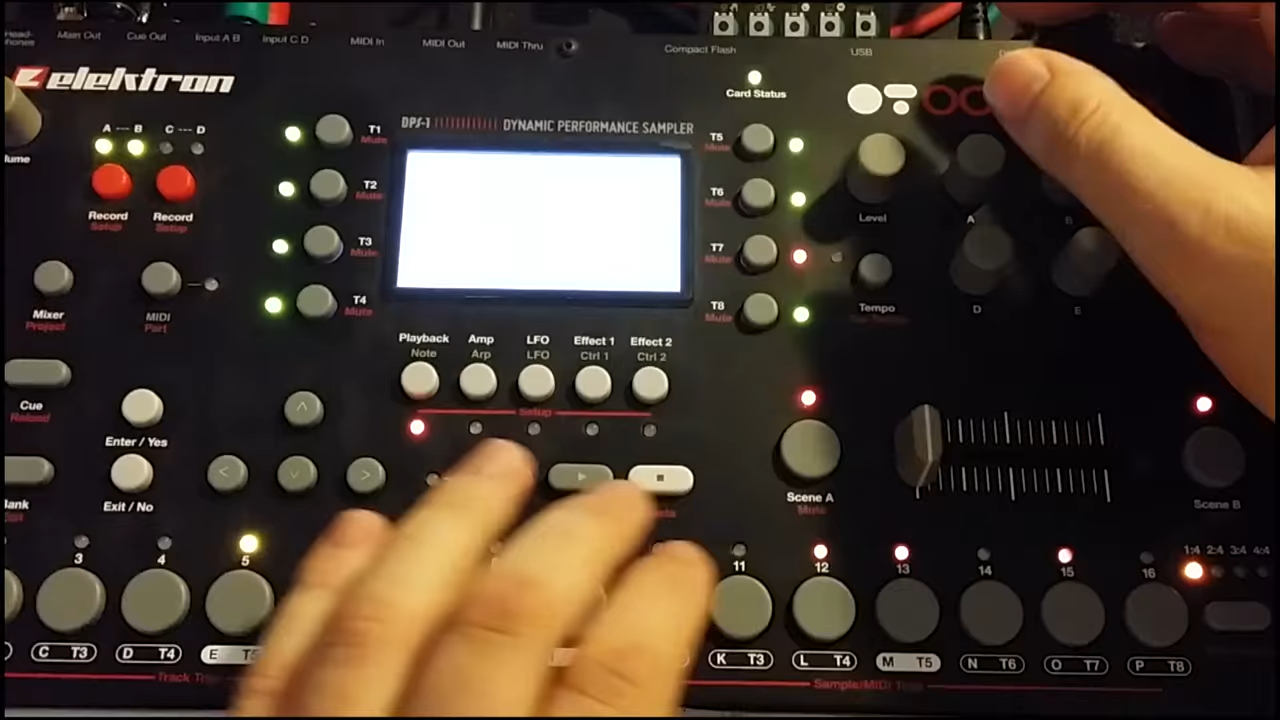 Main Out Cue Out Input A B Input C D MIDI In MIDI Out MIDI Thru Compact Flash USB
elektron
Card Status
DPS-1 DYNAMIC PERFORMANCE SAMPLER
A B C D
T1
Mute
T2
Mute
T3
Mute
T4
Mute
T5
Mute
T6
Mute
T7
Mute
T8
Mute
Record
Setup
Record
Setup
Level
A
B
D
E
Tempo
Mixer
Project
MIDI
Part
Playback Amp LFO Effect 1 Effect 2
Note Arp LFO Ctrl 1 Ctrl 2
Setup
Cue
Reload
Enter / Yes
Exit / No
Scene A
Mute
Scene B
1:4 2:4 3:4 4:4
3 4 5 11 12 13 14 15 16
C T3 D T4 E K T3 L T4 M T5 N T6 O T7 P T8